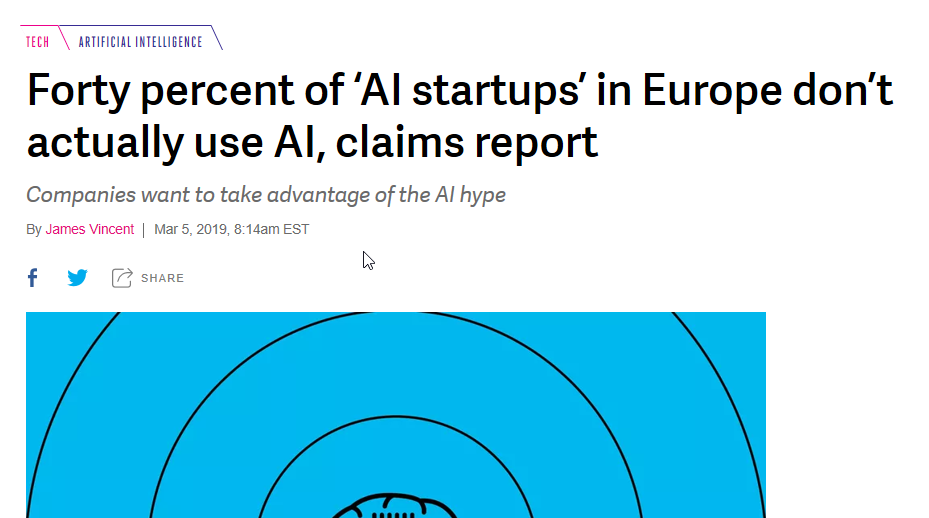 TECH ARTIFICIAL INTELLIGENCE
Forty percent of ‘AI startups’ in Europe don’t
actually use AI, claims report
Companies want to take advantage of the AI hype
By James Vincent | Mar 5, 2019, 8:14am EST
SHARE